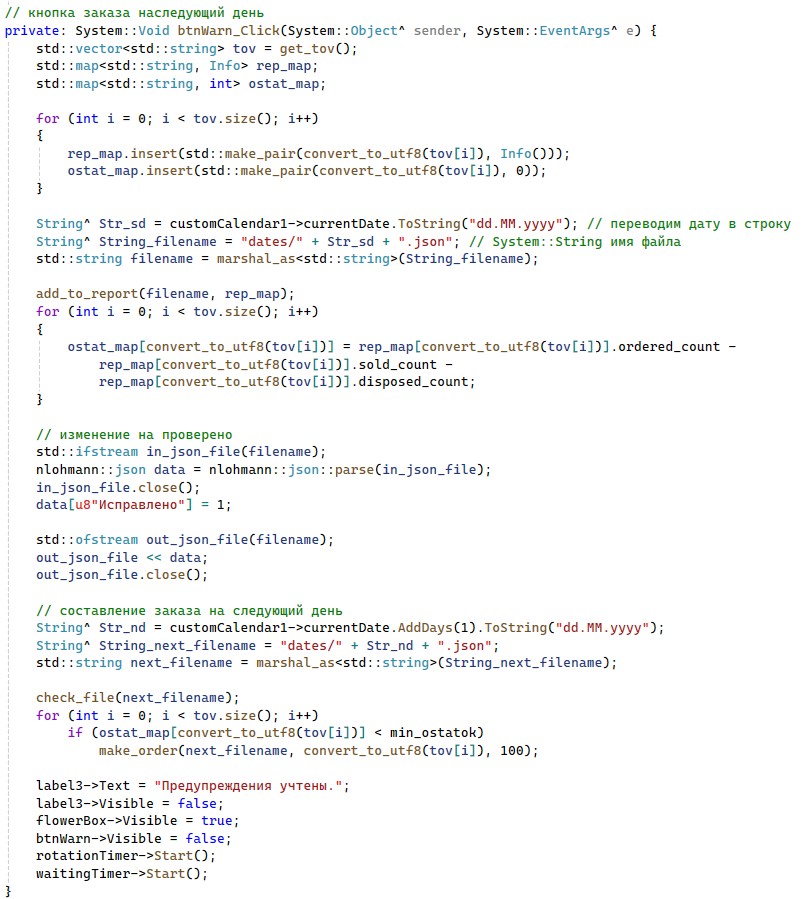 // кнопка заказа наследующий день
private: System::Void btnWarn_Click(System::Object^ sender, System::EventArgs^ e) {
    std::vector<std::string> tov = get_tov();
    std::map<std::string, Info> rep_map;
    std::map<std::string, int> ostat_map;

    for (int i = 0; i < tov.size(); i++)
    {
        rep_map.insert(std::make_pair(convert_to_utf8(tov[i]), Info()));
        ostat_map.insert(std::make_pair(convert_to_utf8(tov[i]), 0));
    }

    String^ Str_sd = customCalendar1->currentDate.ToString("dd.MM.yyyy"); // переводим дату в строку
    String^ String_filename = "dates/" + Str_sd + ".json"; // System::String имя файла
    std::string filename = marshal_as<std::string>(String_filename);

    add_to_report(filename, rep_map);
    for (int i = 0; i < tov.size(); i++)
    {
        ostat_map[convert_to_utf8(tov[i])] = rep_map[convert_to_utf8(tov[i])].ordered_count -
            rep_map[convert_to_utf8(tov[i])].sold_count -
            rep_map[convert_to_utf8(tov[i])].disposed_count;
    }

    // изменение на проверено
    std::ifstream in_json_file(filename);
    nlohmann::json data = nlohmann::json::parse(in_json_file);
    in_json_file.close();
    data[u8"Исправлено"] = 1;

    std::ofstream out_json_file(filename);
    out_json_file << data;
    out_json_file.close();

    // составление заказа на следующий день
    String^ Str_nd = customCalendar1->currentDate.AddDays(1).ToString("dd.MM.yyyy");
    String^ String_next_filename = "dates/" + Str_nd + ".json";
    std::string next_filename = marshal_as<std::string>(String_next_filename);

    check_file(next_filename);
    for (int i = 0; i < tov.size(); i++)
        if (ostat_map[convert_to_utf8(tov[i])] < min_ostatok)
            make_order(next_filename, convert_to_utf8(tov[i]), 100);

    label3->Text = "Предупреждения учтены.";
    label3->Visible = false;
    flowerBox->Visible = true;
    btnWarn->Visible = false;
    rotationTimer->Start();
    waitingTimer->Start();
}